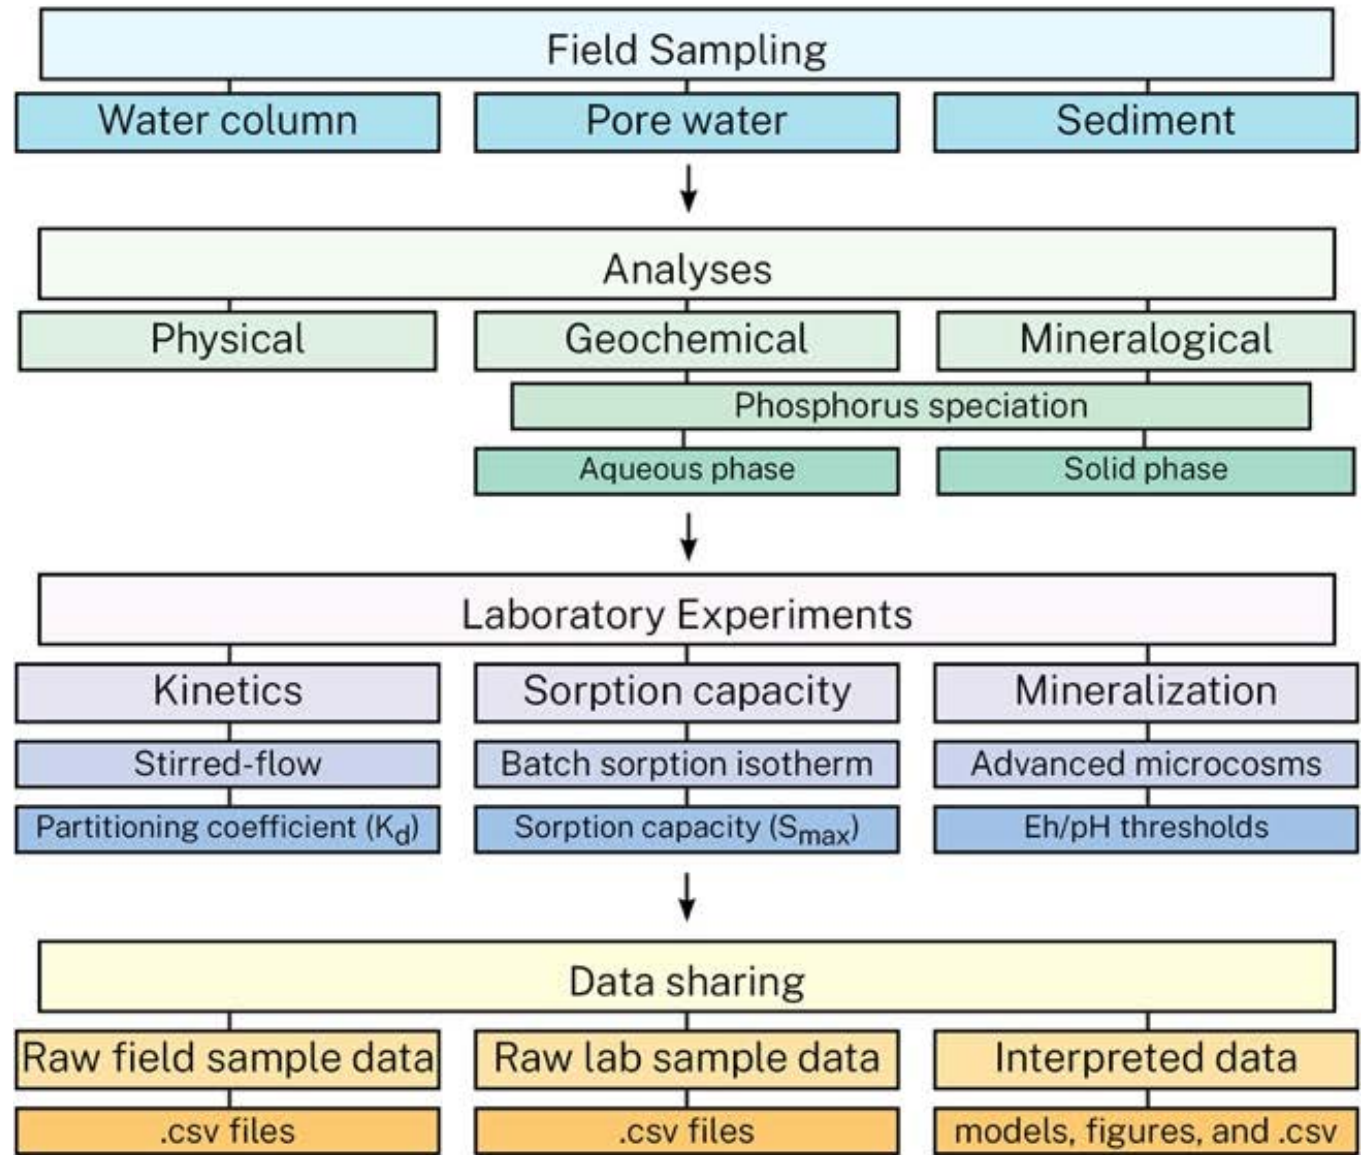 Field Sampling
Water column
Pore water
Sediment
Analyses
Physical
Geochemical
Mineralogical
Phosphorus speciation
Aqueous phase
Solid phase
Laboratory Experiments
Kinetics
Sorption capacity
Mineralization
Stirred-flow
Batch sorption isotherm
Advanced microcosms
Partitioning coefficient (Kd)
Sorption capacity (Smax)
Eh/pH thresholds
Data sharing
Raw field sample data
Raw lab sample data
Interpreted data
.csv files
.csv files
models, figures, and .csv